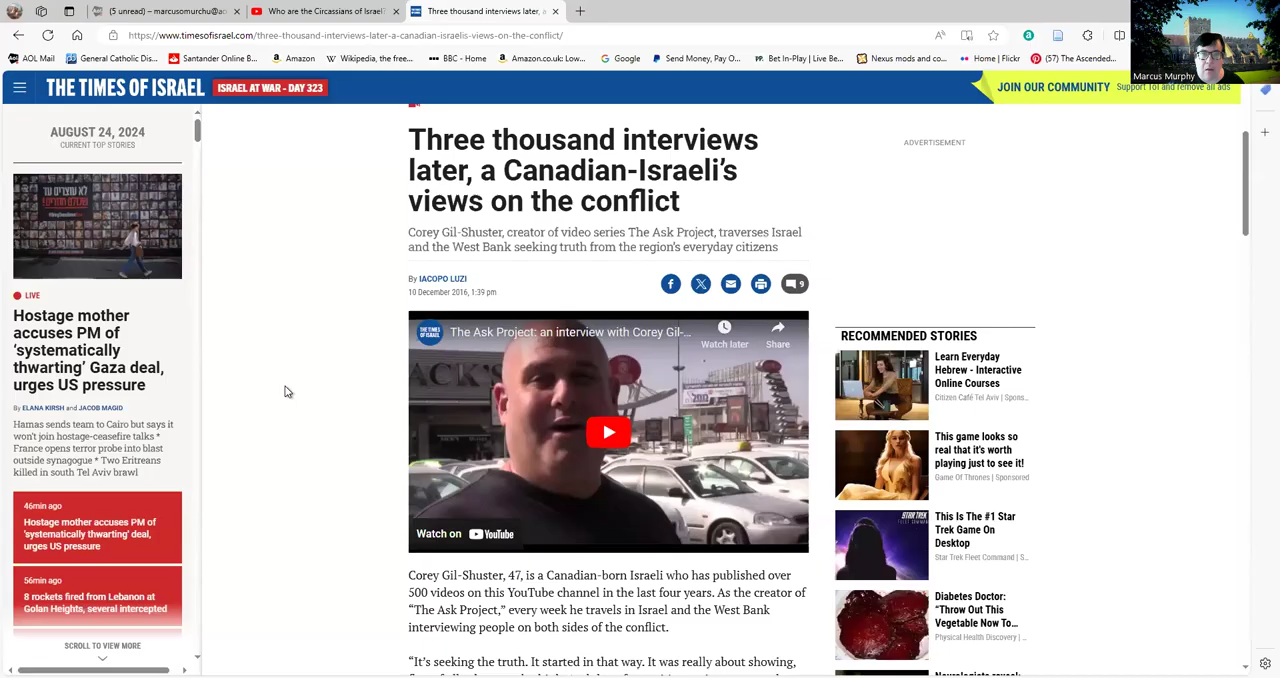 (5 unread) – marcusomurchu@ao
Who are the Circassians of Israel?
Three thousand interviews later, a
https://www.timesofisrael.com/three-thousand-interviews-later-a-canadian-israelis-views-on-the-conflict/
AOL Mail
General Catholic Dis...
Santander Online B...
Amazon
Wikipedia, the free...
BBC - Home
Amazon.co.uk: Low...
Google
Send Money, Pay O...
Bet In-Play | Live Be...
Nexus mods and co...
Home | Flickr
(57) The Ascended...
Marcus Murphy
THE TIMES OF ISRAEL
ISRAEL AT WAR - DAY 323
JOIN OUR COMMUNITY
Support ToI and remove all ads
AUGUST 24, 2024
CURRENT TOP STORIES
LIVE
Hostage mother
accuses PM of
‘systematically
thwarting’ Gaza deal,
urges US pressure
By ELANA KIRSH and JACOB MAGID
Hamas sends team to Cairo but says it
won't join hostage-ceasefire talks *
France opens terror probe into blast
outside synagogue * Two Eritreans
killed in south Tel Aviv brawl
46min ago
Hostage mother accuses PM of
'systematically thwarting' deal,
urges US pressure
56min ago
8 rockets fired from Lebanon at
Golan Heights, several intercepted
SCROLL TO VIEW MORE
Three thousand interviews
later, a Canadian-Israeli’s
views on the conflict
Corey Gil-Shuster, creator of video series The Ask Project, traverses Israel
and the West Bank seeking truth from the region’s everyday citizens
By IACOPO LUZI
10 December 2016, 1:39 pm
9
THE TIMES OF ISRAEL
The Ask Project: an interview with Corey Gil-...
Watch later
Share
Watch on YouTube
Corey Gil-Shuster, 47, is a Canadian-born Israeli who has published over
500 videos on this YouTube channel in the last four years. As the creator of
“The Ask Project,” every week he travels in Israel and the West Bank
interviewing people on both sides of the conflict.
“It’s seeking the truth. It started in that way. It was really about showing,
ADVERTISEMENT
RECOMMENDED STORIES
Learn Everyday
Hebrew - Interactive
Online Courses
Citizen Café Tel Aviv | Spons...
This game looks so
real that it's worth
playing just to see it!
Game Of Thrones | Sponsored
STAR TREK
This Is The #1 Star
Trek Game On
Desktop
Star Trek Fleet Command | S...
Diabetes Doctor:
“Throw Out This
Vegetable Now To...
Physical Health Discovery | ...